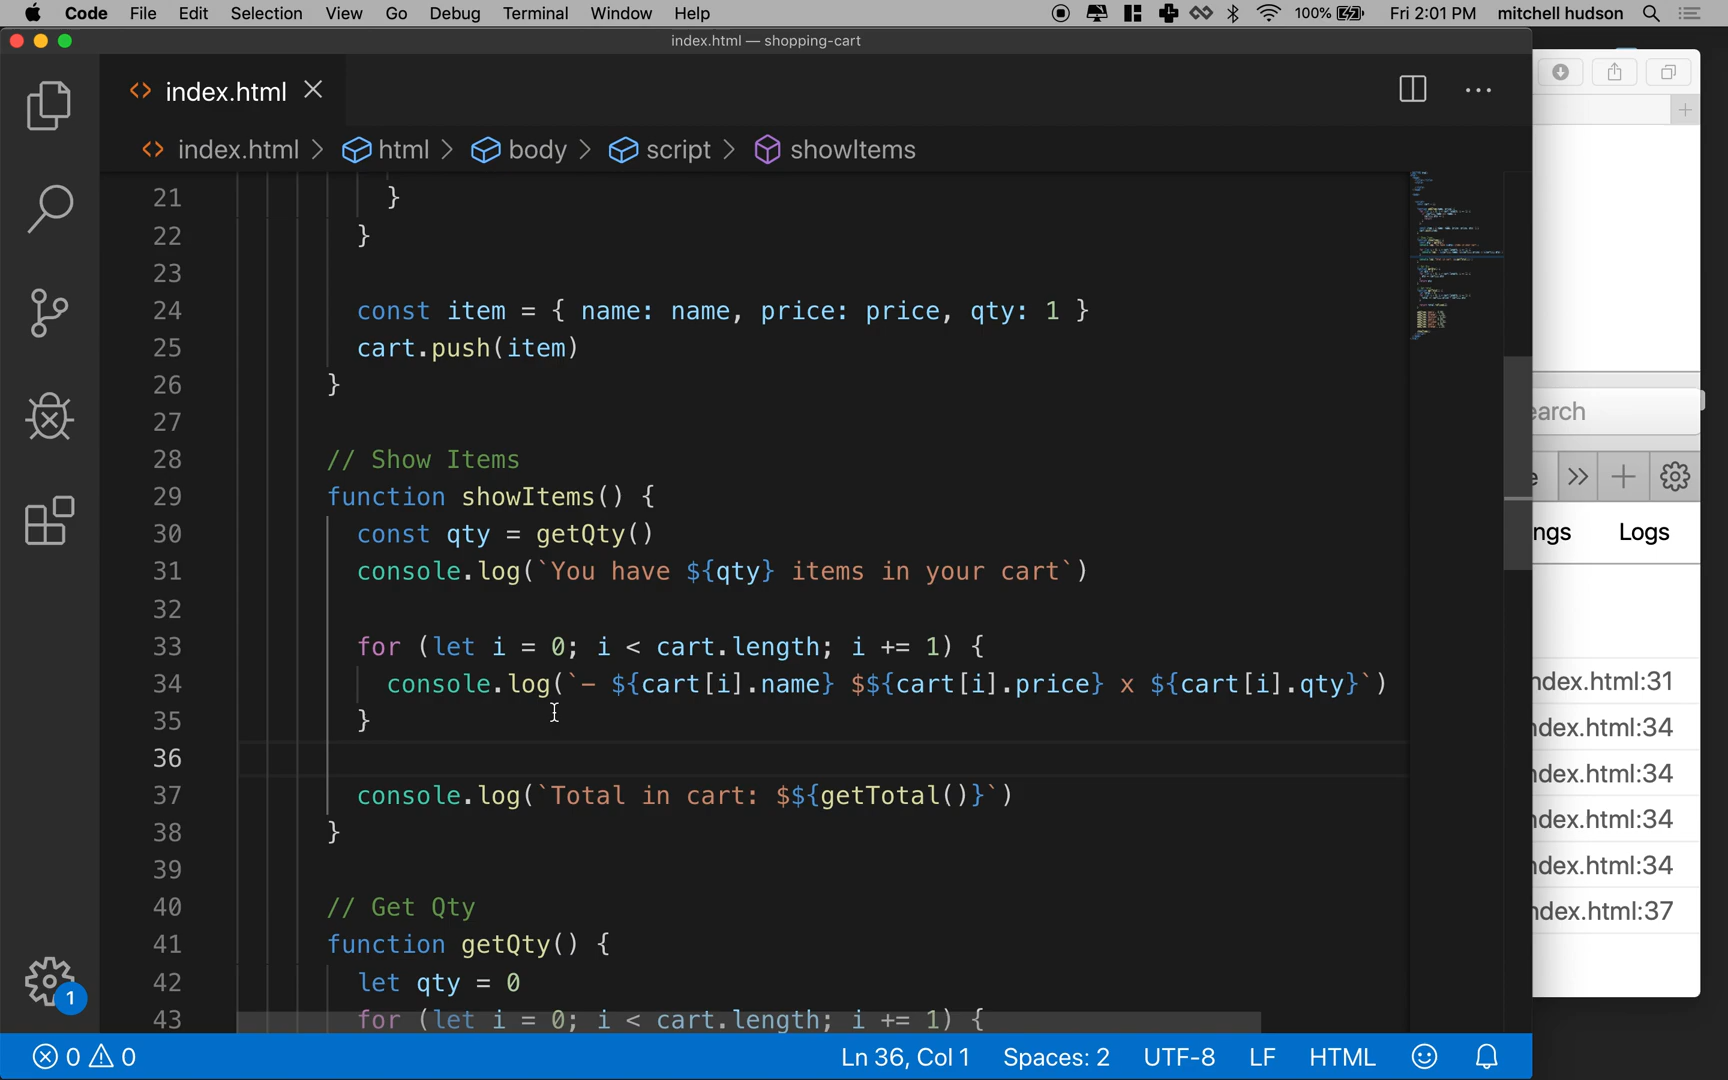 Code File Edit Selection View Go Debug Terminal Window Help 100% Fri 2:01 PM mitchell hudson
index.html — shopping-cart
index.html
index.html > html > body > script > showItems
21 }
22 }
23
24 const item = { name: name, price: price, qty: 1 }
25 cart.push(item)
26 }
27
28 // Show Items
29 function showItems() {
30 const qty = getQty()
31 console.log(`You have ${qty} items in your cart`)
32
33 for (let i = 0; i < cart.length; i += 1) {
34 console.log(`- ${cart[i].name} $${cart[i].price} x ${cart[i].qty}`)
35 }
36
37 console.log(`Total in cart: $${getTotal()}`)
38 }
39
40 // Get Qty
41 function getQty() {
42 let qty = 0
43 for (let i = 0; i < cart.length; i += 1) {
earch
e
ngs Logs
ndex.html:31
ndex.html:34
ndex.html:34
ndex.html:34
ndex.html:34
ndex.html:37
1
0 0 Ln 36, Col 1 Spaces: 2 UTF-8 LF HTML